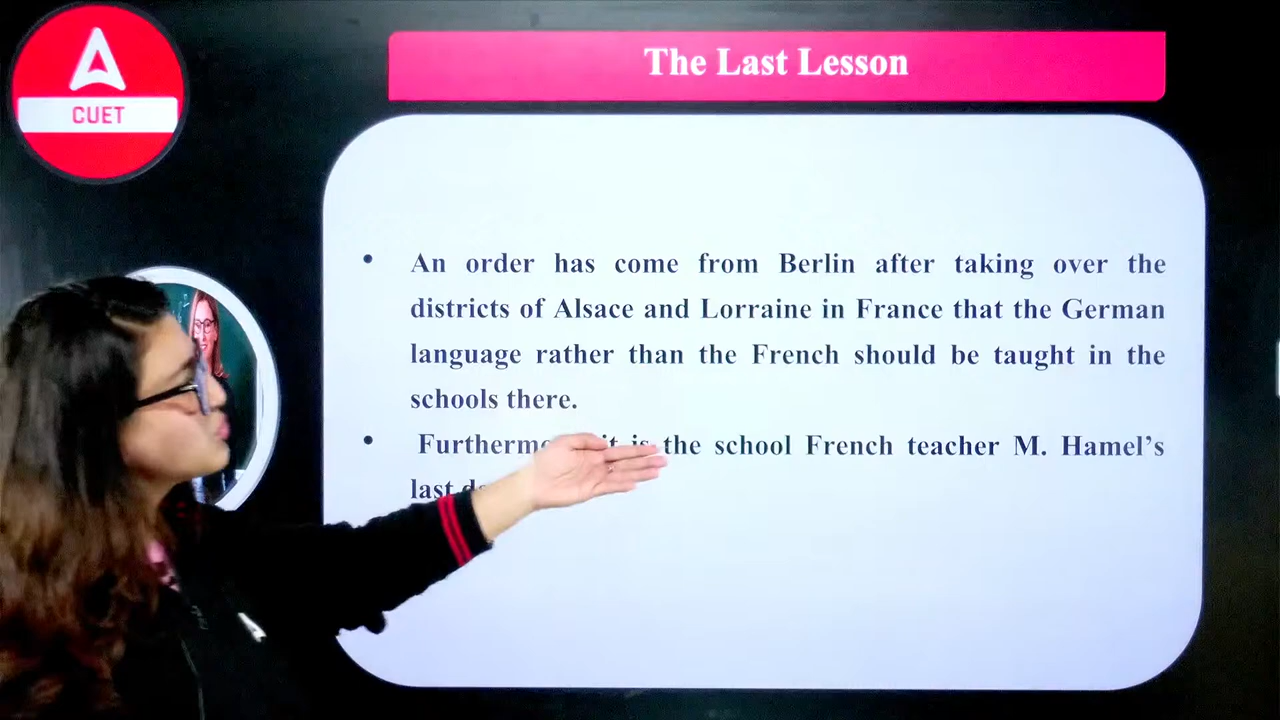 CUET
The Last Lesson
• An order has come from Berlin after taking over the
districts of Alsace and Lorraine in France that the German
language rather than the French should be taught in the
schools there.
• it is the school French teacher M. Hamel’s
last